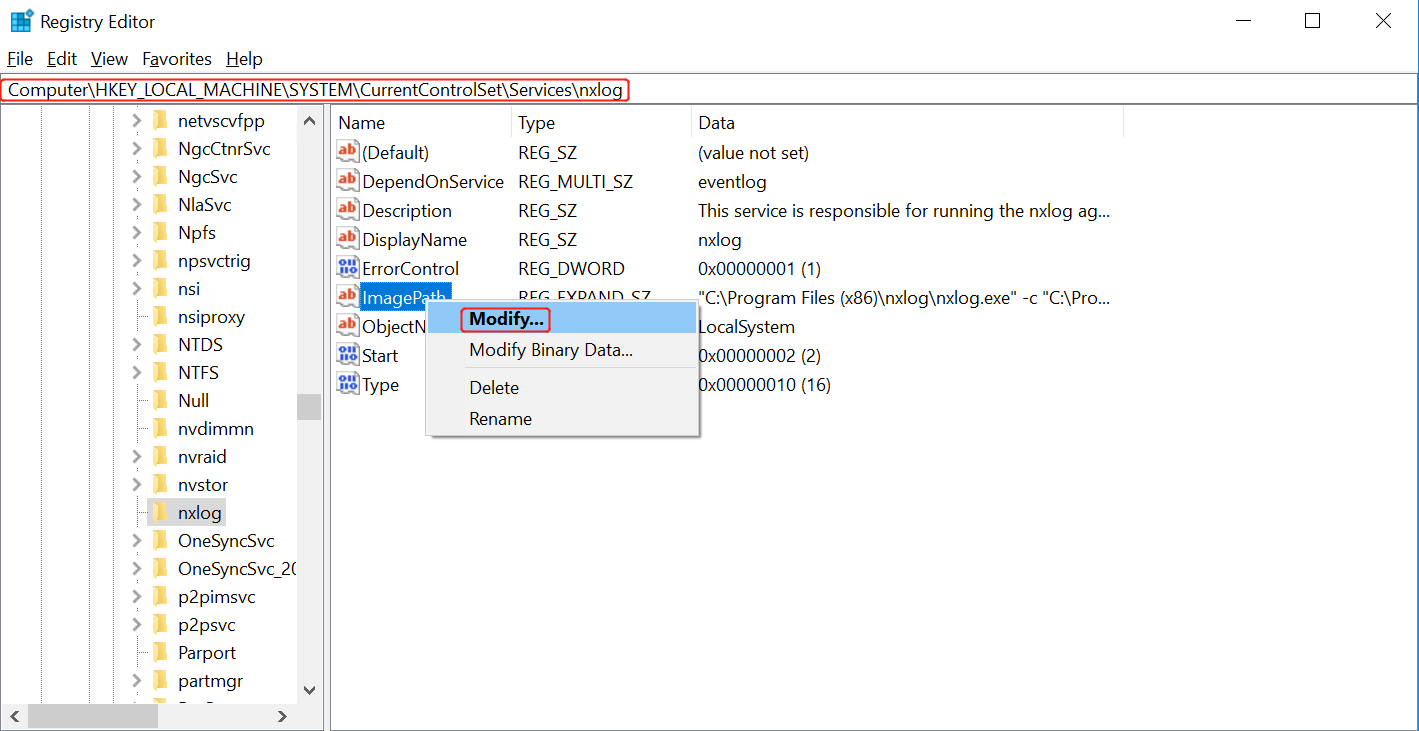 Registry Editor
File Edit View Favorites Help
Computer\HKEY_LOCAL_MACHINE\SYSTEM\CurrentControlSet\Services\nxlog
netvscvfpp
NgcCtnrSvc
NgcSvc
NlaSvc
Npfs
npsvctrig
nsi
nsiproxy
NTDS
NTFS
Null
nvdimmn
nvraid
nvstor
nxlog
OneSyncSvc
OneSyncSvc_20
p2pimsvc
p2psvc
Parport
partmgr
Name Type Data
(Default) REG_SZ (value not set)
DependOnService REG_MULTI_SZ eventlog
Description REG_SZ This service is responsible for running the nxlog ag...
DisplayName REG_SZ nxlog
ErrorControl REG_DWORD 0x00000001 (1)
ImagePath REG_EXPAND_SZ "C:\Program Files (x86)\nxlog\nxlog.exe" -c "C:\Pro...
ObjectN LocalSystem
Start 0x00000002 (2)
Type 0x00000010 (16)
Modify...
Modify Binary Data...
Delete
Rename